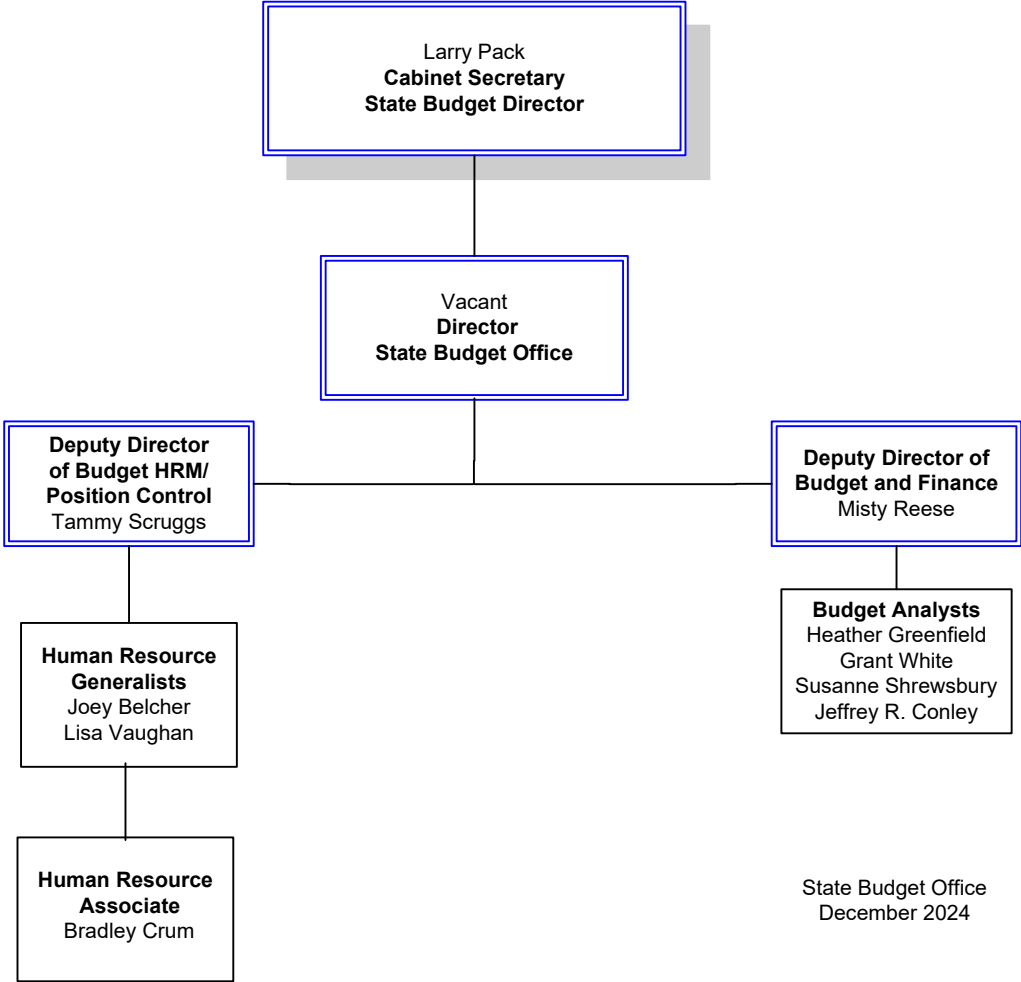 Larry Pack
Cabinet Secretary
State Budget Director
Vacant
Director
State Budget Office
Deputy Director
of Budget HRM/
Position Control
Tammy Scruggs
Deputy Director of
Budget and Finance
Misty Reese
Human Resource
Generalists
Joey Belcher
Lisa Vaughan
Budget Analysts
Heather Greenfield
Grant White
Susanne Shrewsbury
Jeffrey R. Conley
Human Resource
Associate
Bradley Crum
State Budget Office
December 2024